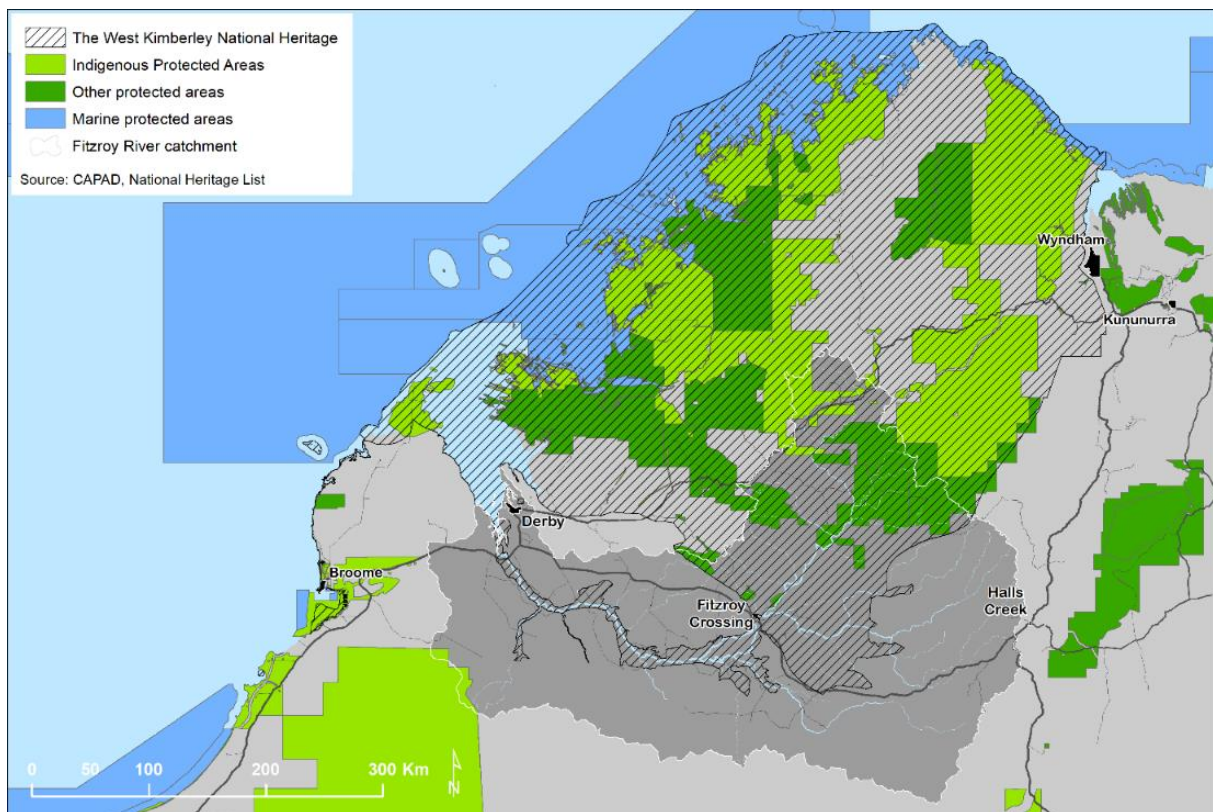 The West Kimberley National Heritage
Indigenous Protected Areas
Other protected areas
Marine protected areas
Fitzroy River catchment
Source: CAPAD, National Heritage List
Wyndham
Kununurra
Derby
Broome
Fitzroy
Crossing
Halls
Creek
0 50 100 200 300 Km
N